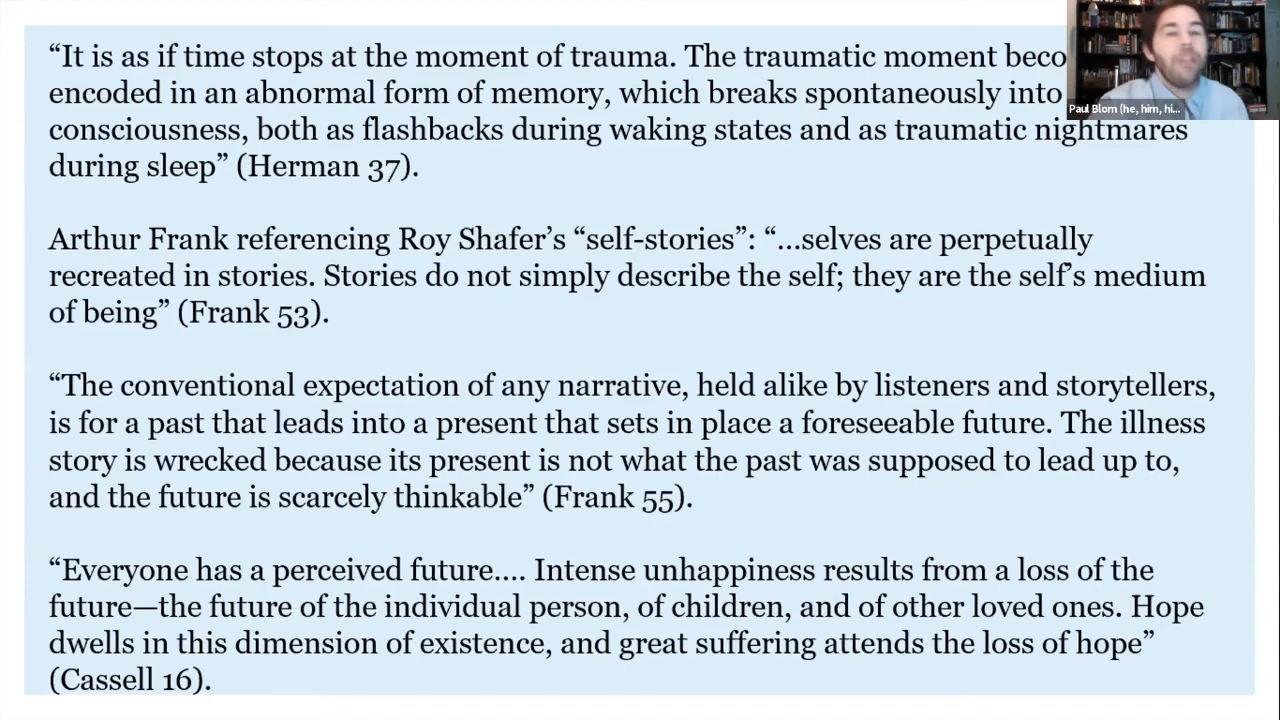 “It is as if time stops at the moment of trauma. The traumatic moment beco
encoded in an abnormal form of memory, which breaks spontaneously into
consciousness, both as flashbacks during waking states and as traumatic nightmares
during sleep” (Herman 37).
Arthur Frank referencing Roy Shafer’s “self-stories”: “...selves are perpetually
recreated in stories. Stories do not simply describe the self; they are the self’s medium
of being” (Frank 53).
“The conventional expectation of any narrative, held alike by listeners and storytellers,
is for a past that leads into a present that sets in place a foreseeable future. The illness
story is wrecked because its present is not what the past was supposed to lead up to,
and the future is scarcely thinkable” (Frank 55).
“Everyone has a perceived future.... Intense unhappiness results from a loss of the
future—the future of the individual person, of children, and of other loved ones. Hope
dwells in this dimension of existence, and great suffering attends the loss of hope”
(Cassell 16).
Paul Blom (he, him, hi...